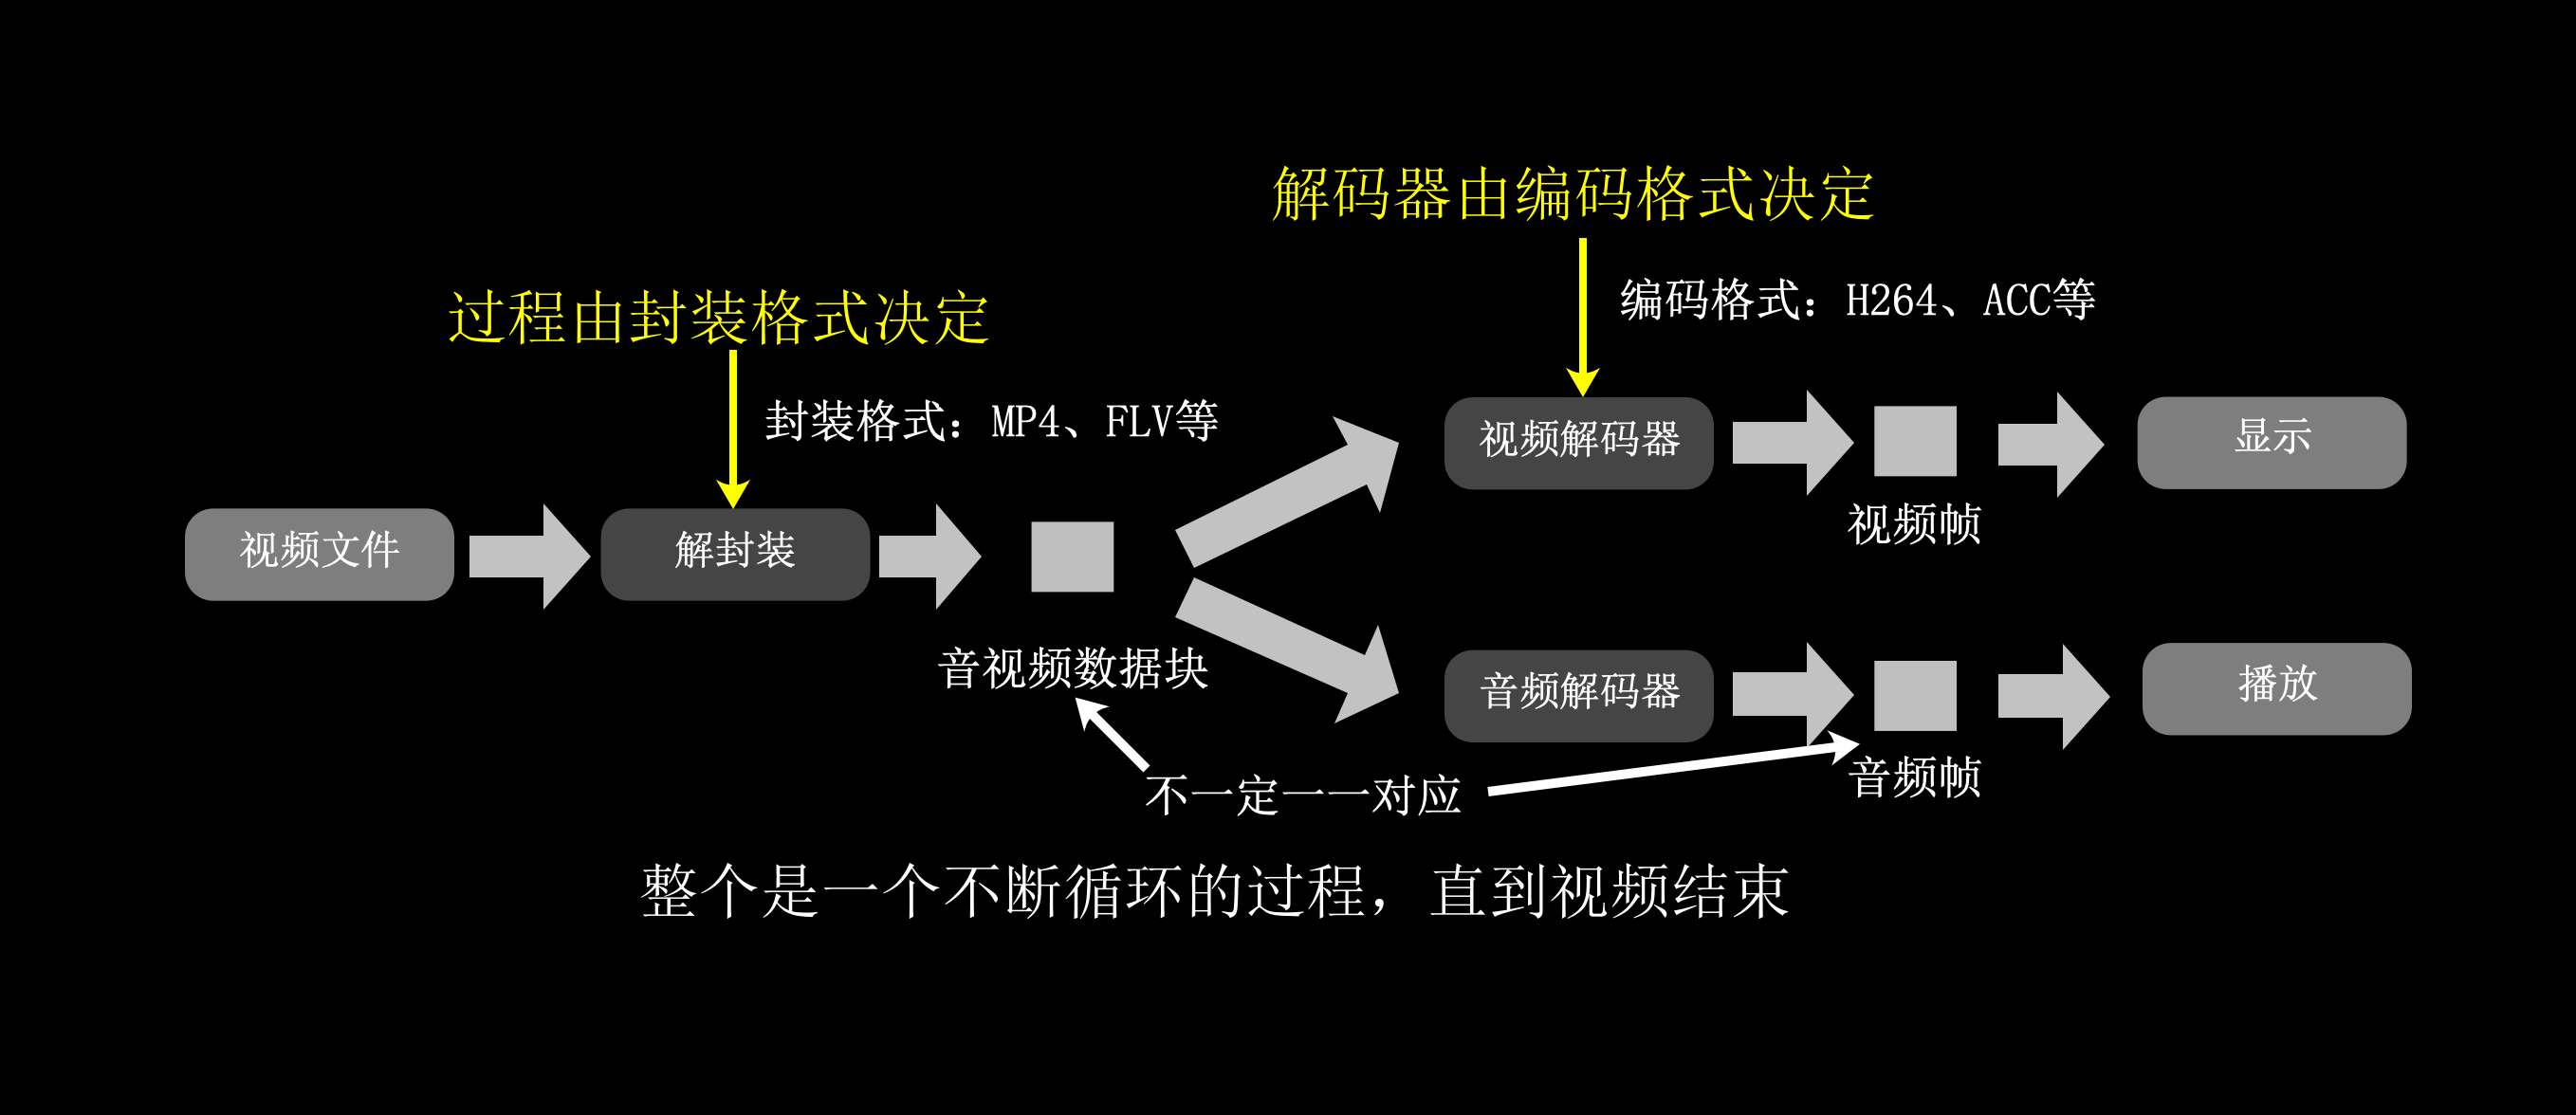 解码器由编码格式决定
编码格式：H264、ACC等
过程由封装格式决定
封装格式：MP4、FLV等
视频文件
解封装
音视频数据块
视频解码器
视频帧
显示
音频解码器
音频帧
播放
不一定一一对应
整个是一个不断循环的过程，直到视频结束